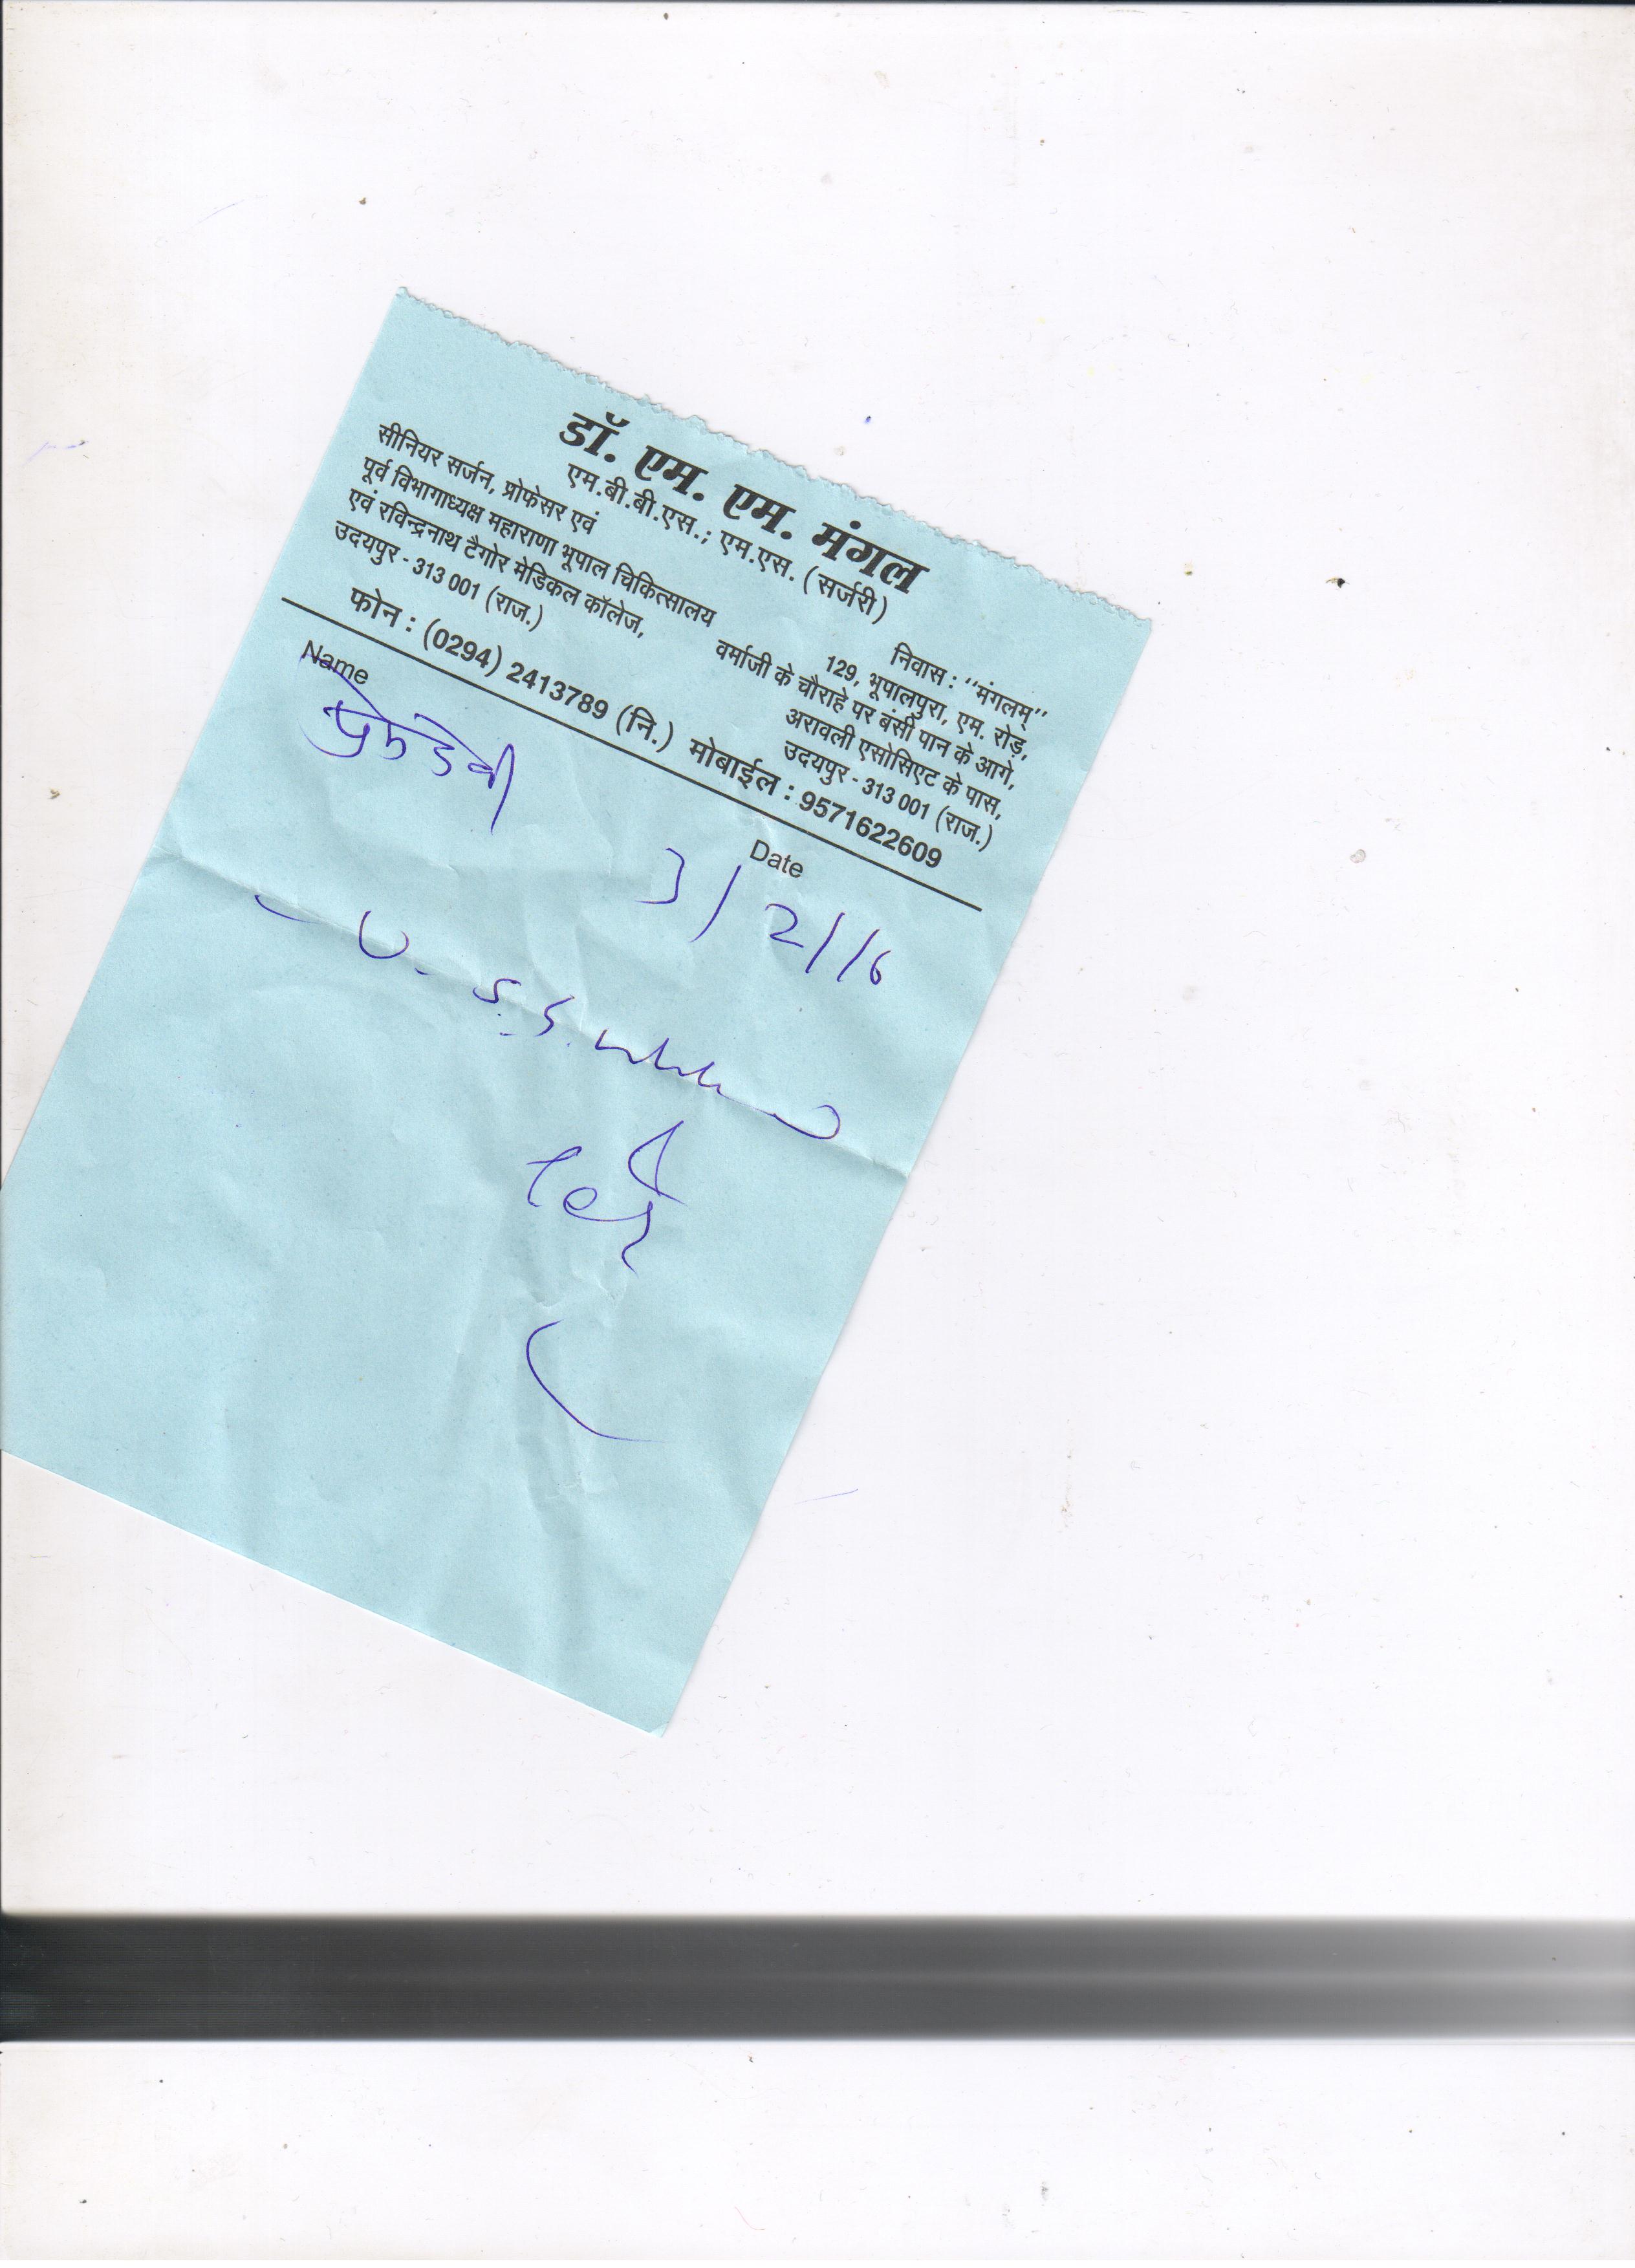 डॉ. एम. एम. मंगल
एम.बी.बी.एस.; एम.एस. (सर्जरी)
सीनियर सर्जन, प्रोफेसर एवं
पूर्व विभागाध्यक्ष महाराणा भूपाल चिकित्सालय
एवं रविन्द्रनाथ टैगोर मेडिकल कॉलेज,
उदयपुर - 313 001 (राज.)
निवास : ‘‘मंगलम्’’
129, भूपालपुरा, एम. रोड़,
वर्माजी के चौराहे पर बंसी पान के आगे,
अरावली एसोसिएट के पास,
उदयपुर - 313 001 (राज.)
फोन : (0294) 2413789 (नि.) मोबाईल : 9571622609
Name
Date
3/2/16
U. S. S.